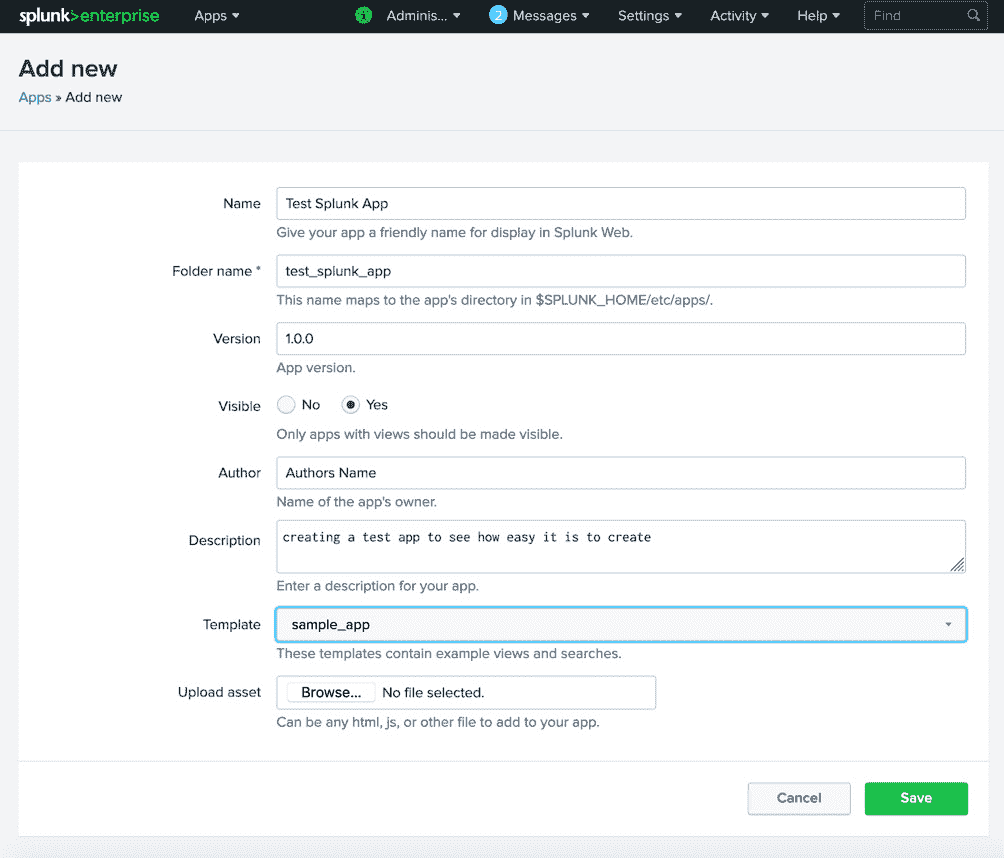 splunk>enterprise Apps i Adminis... 2 Messages Settings Activity Help Find
Add new
Apps » Add new
Name Test Splunk App
Give your app a friendly name for display in Splunk Web.
Folder name * test_splunk_app
This name maps to the app's directory in $SPLUNK_HOME/etc/apps/.
Version 1.0.0
App version.
Visible No Yes
Only apps with views should be made visible.
Author Authors Name
Name of the app's owner.
Description creating a test app to see how easy it is to create
Enter a description for your app.
Template sample_app
These templates contain example views and searches.
Upload asset Browse... No file selected.
Can be any html, js, or other file to add to your app.
Cancel Save